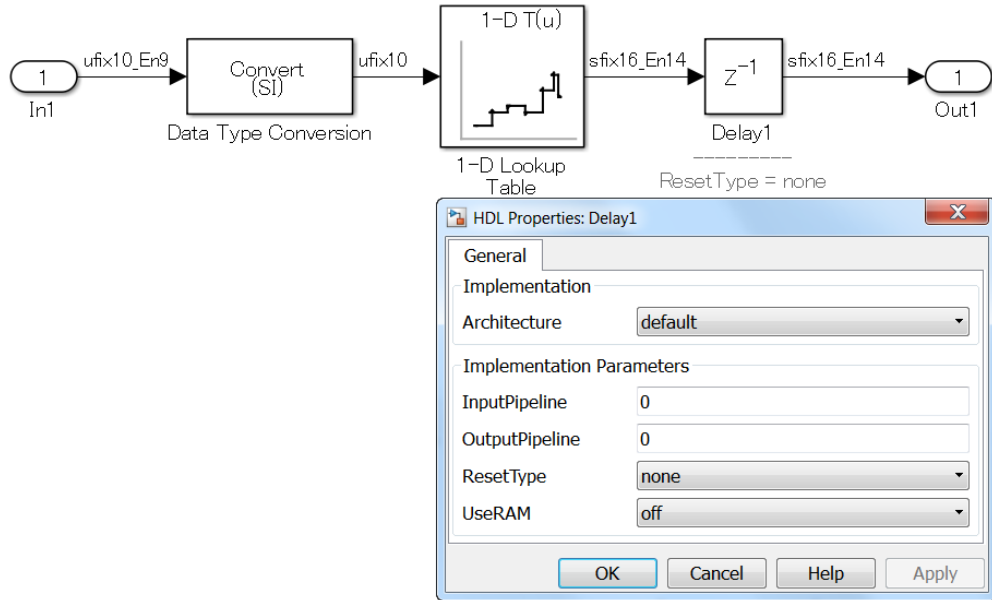 1-D T(u)
ufix10_En9
ufix10
sfix16_En14
sfix16_En14
1
Convert
(SI)
Z⁻¹
1
In1
Data Type Conversion
1-D Lookup
Table
Delay1
Out1
---------
ResetType = none
HDL Properties: Delay1
X
General
Implementation
Architecture
default
Implementation Parameters
InputPipeline
0
OutputPipeline
0
ResetType
none
UseRAM
off
OK
Cancel
Help
Apply